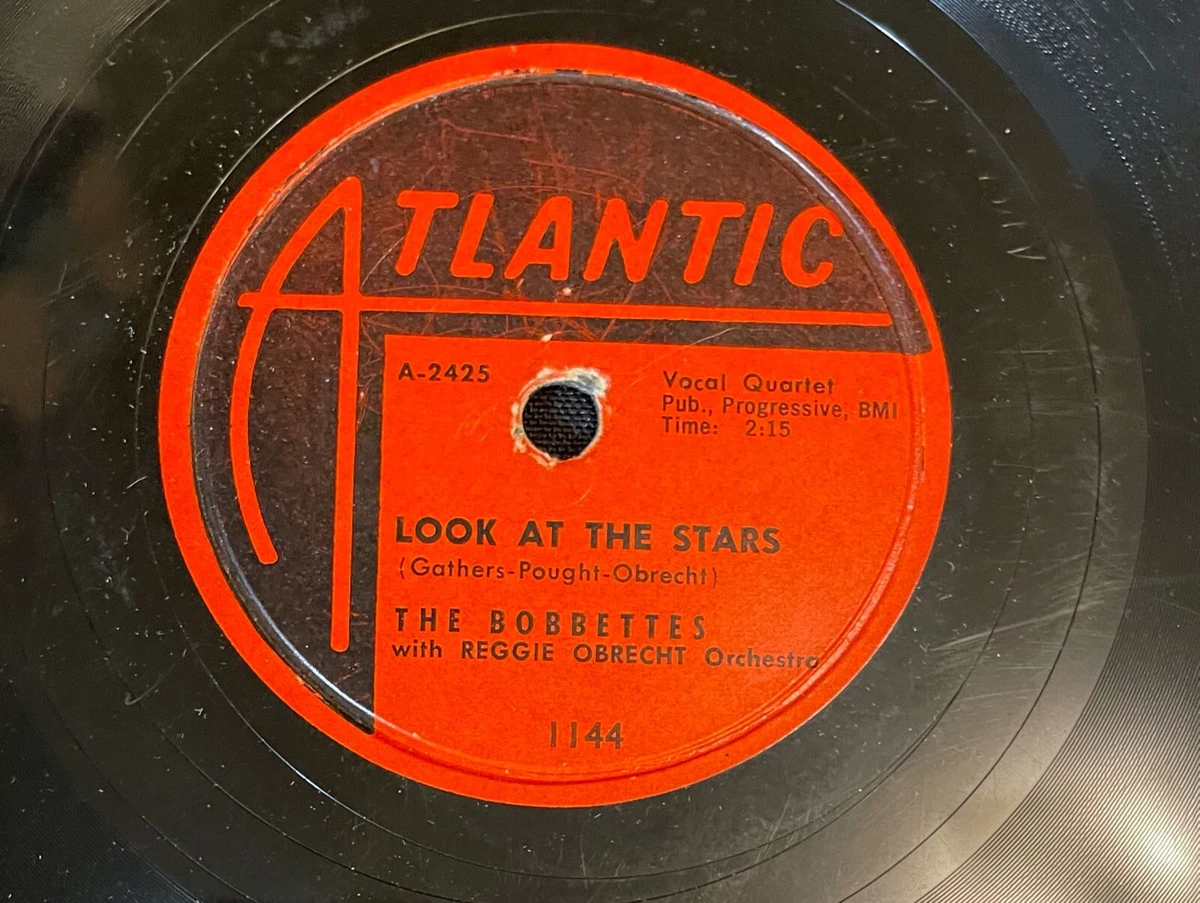 ATLANTIC
A-2425
Vocal Quartet
Pub., Progressive, BMI
Time: 2:15
LOOK AT THE STARS
(Gathers-Pought-Obrecht)
THE BOBBETTES
with REGGIE OBRECHT Orchestra
1144